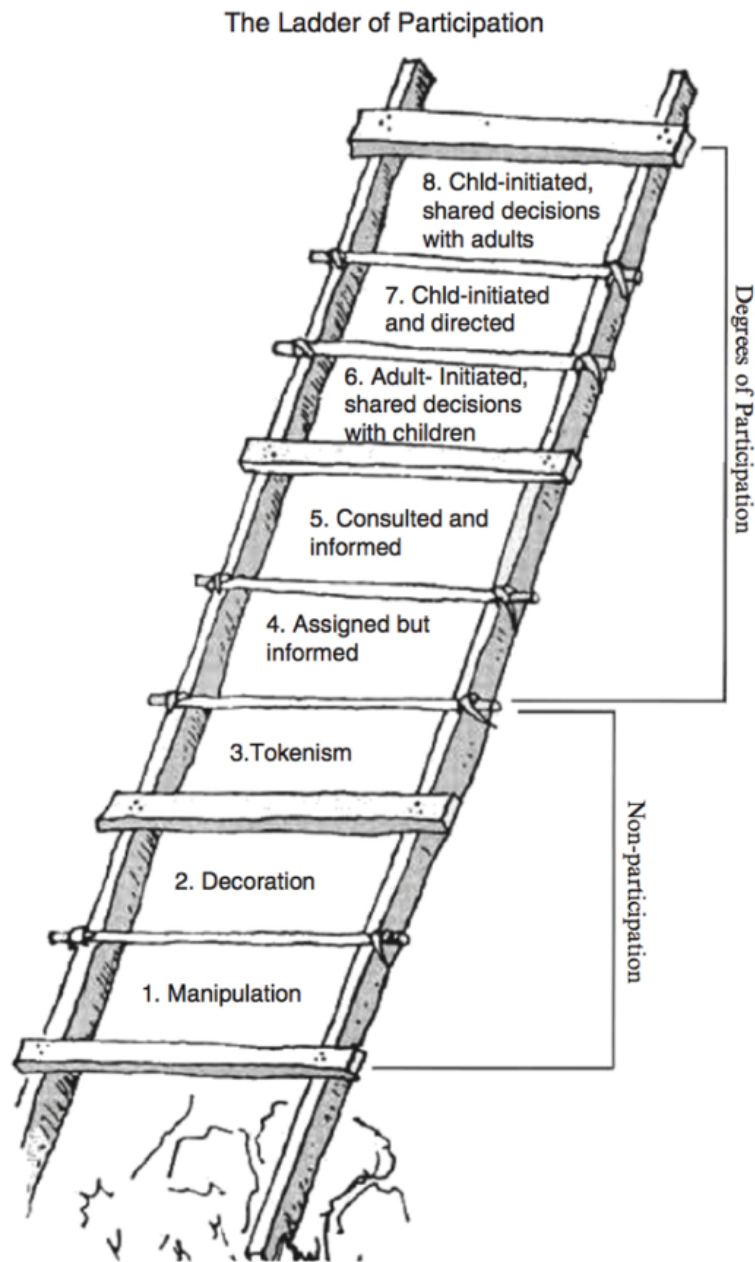 The Ladder of Participation
8. Chld-initiated,
shared decisions
with adults
7. Chld-initiated
and directed
6. Adult- Initiated,
shared decisions
with children
5. Consulted and
informed
4. Assigned but
informed
3.Tokenism
2. Decoration
1. Manipulation
Degrees of Participation
Non-participation